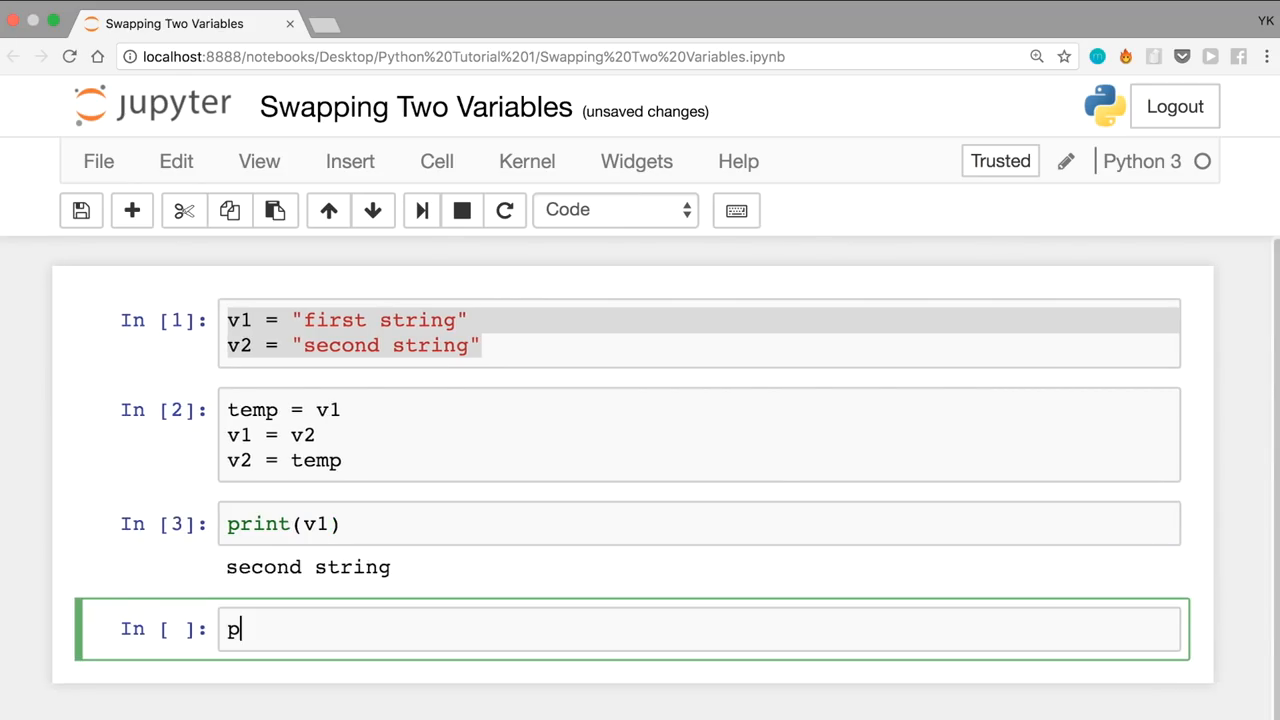 Swapping Two Variables
YK
localhost:8888/notebooks/Desktop/Python%20Tutorial%201/Swapping%20Two%20Variables.ipynb
jupyter Swapping Two Variables (unsaved changes) Logout
File Edit View Insert Cell Kernel Widgets Help Trusted Python 3
Code
In [1]: v1 = "first string"
v2 = "second string"
In [2]: temp = v1
v1 = v2
v2 = temp
In [3]: print(v1)
second string
In [ ]: p